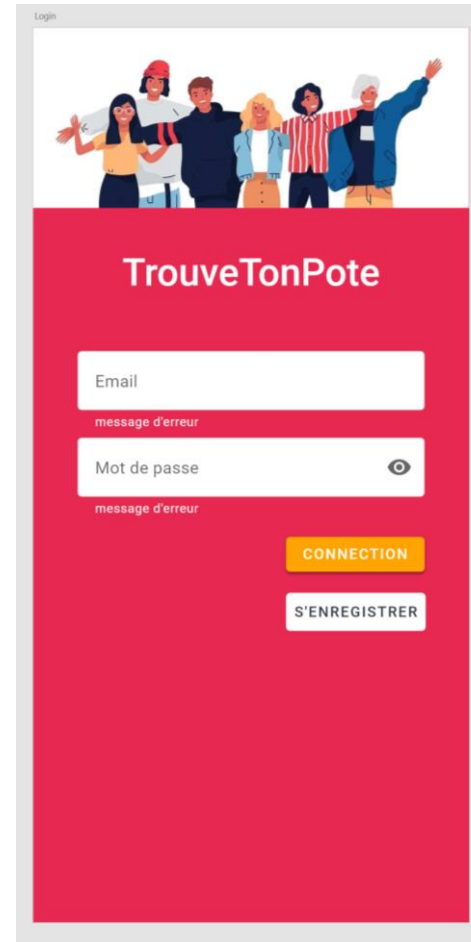 Login
TrouveTonPote
Email
message d'erreur
Mot de passe
message d'erreur
CONNECTION
S'ENREGISTRER